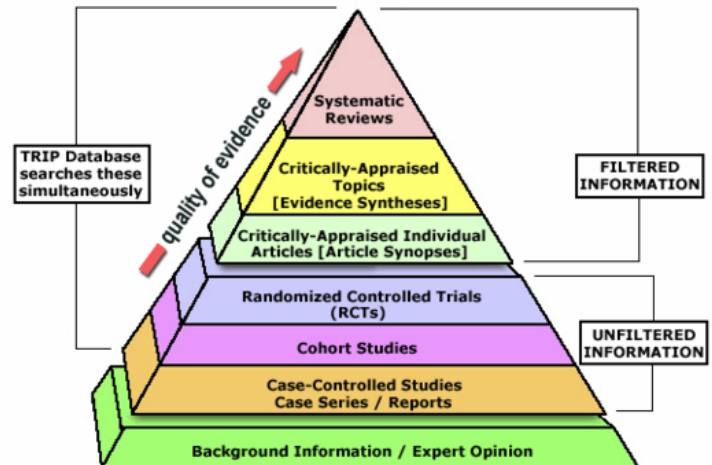 Systematic
Reviews
quality of evidence
TRIP Database
searches these
simultaneously
Critically-Appraised
Topics
[Evidence Syntheses]
FILTERED
INFORMATION
Critically-Appraised Individual
Articles [Article Synopses]
Randomized Controlled Trials
(RCTs)
UNFILTERED
INFORMATION
Cohort Studies
Case-Controlled Studies
Case Series / Reports
Background Information / Expert Opinion